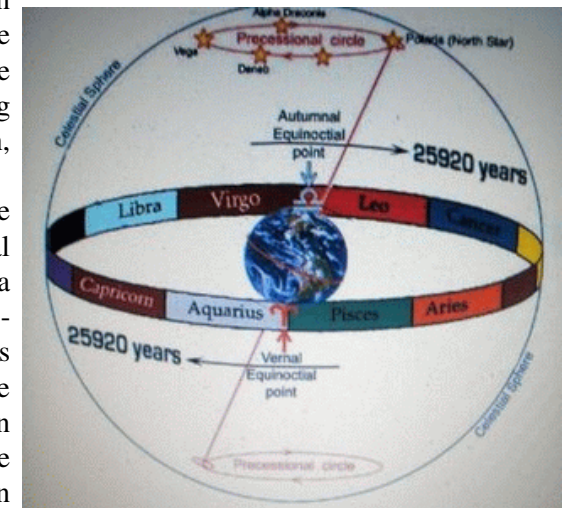 Alpha Draconis
Precessional circle
Polaris (North Star)
Vega
Deneb
Celestial Sphere
Autumnal
Equinoctial
point
25920 years
Libra
Virgo
Leo
Cancer
Capricorn
Aquarius
Pisces
Aries
25920 years
Vernal
Equinoctial
point
Celestial Sphere
Precessional circle